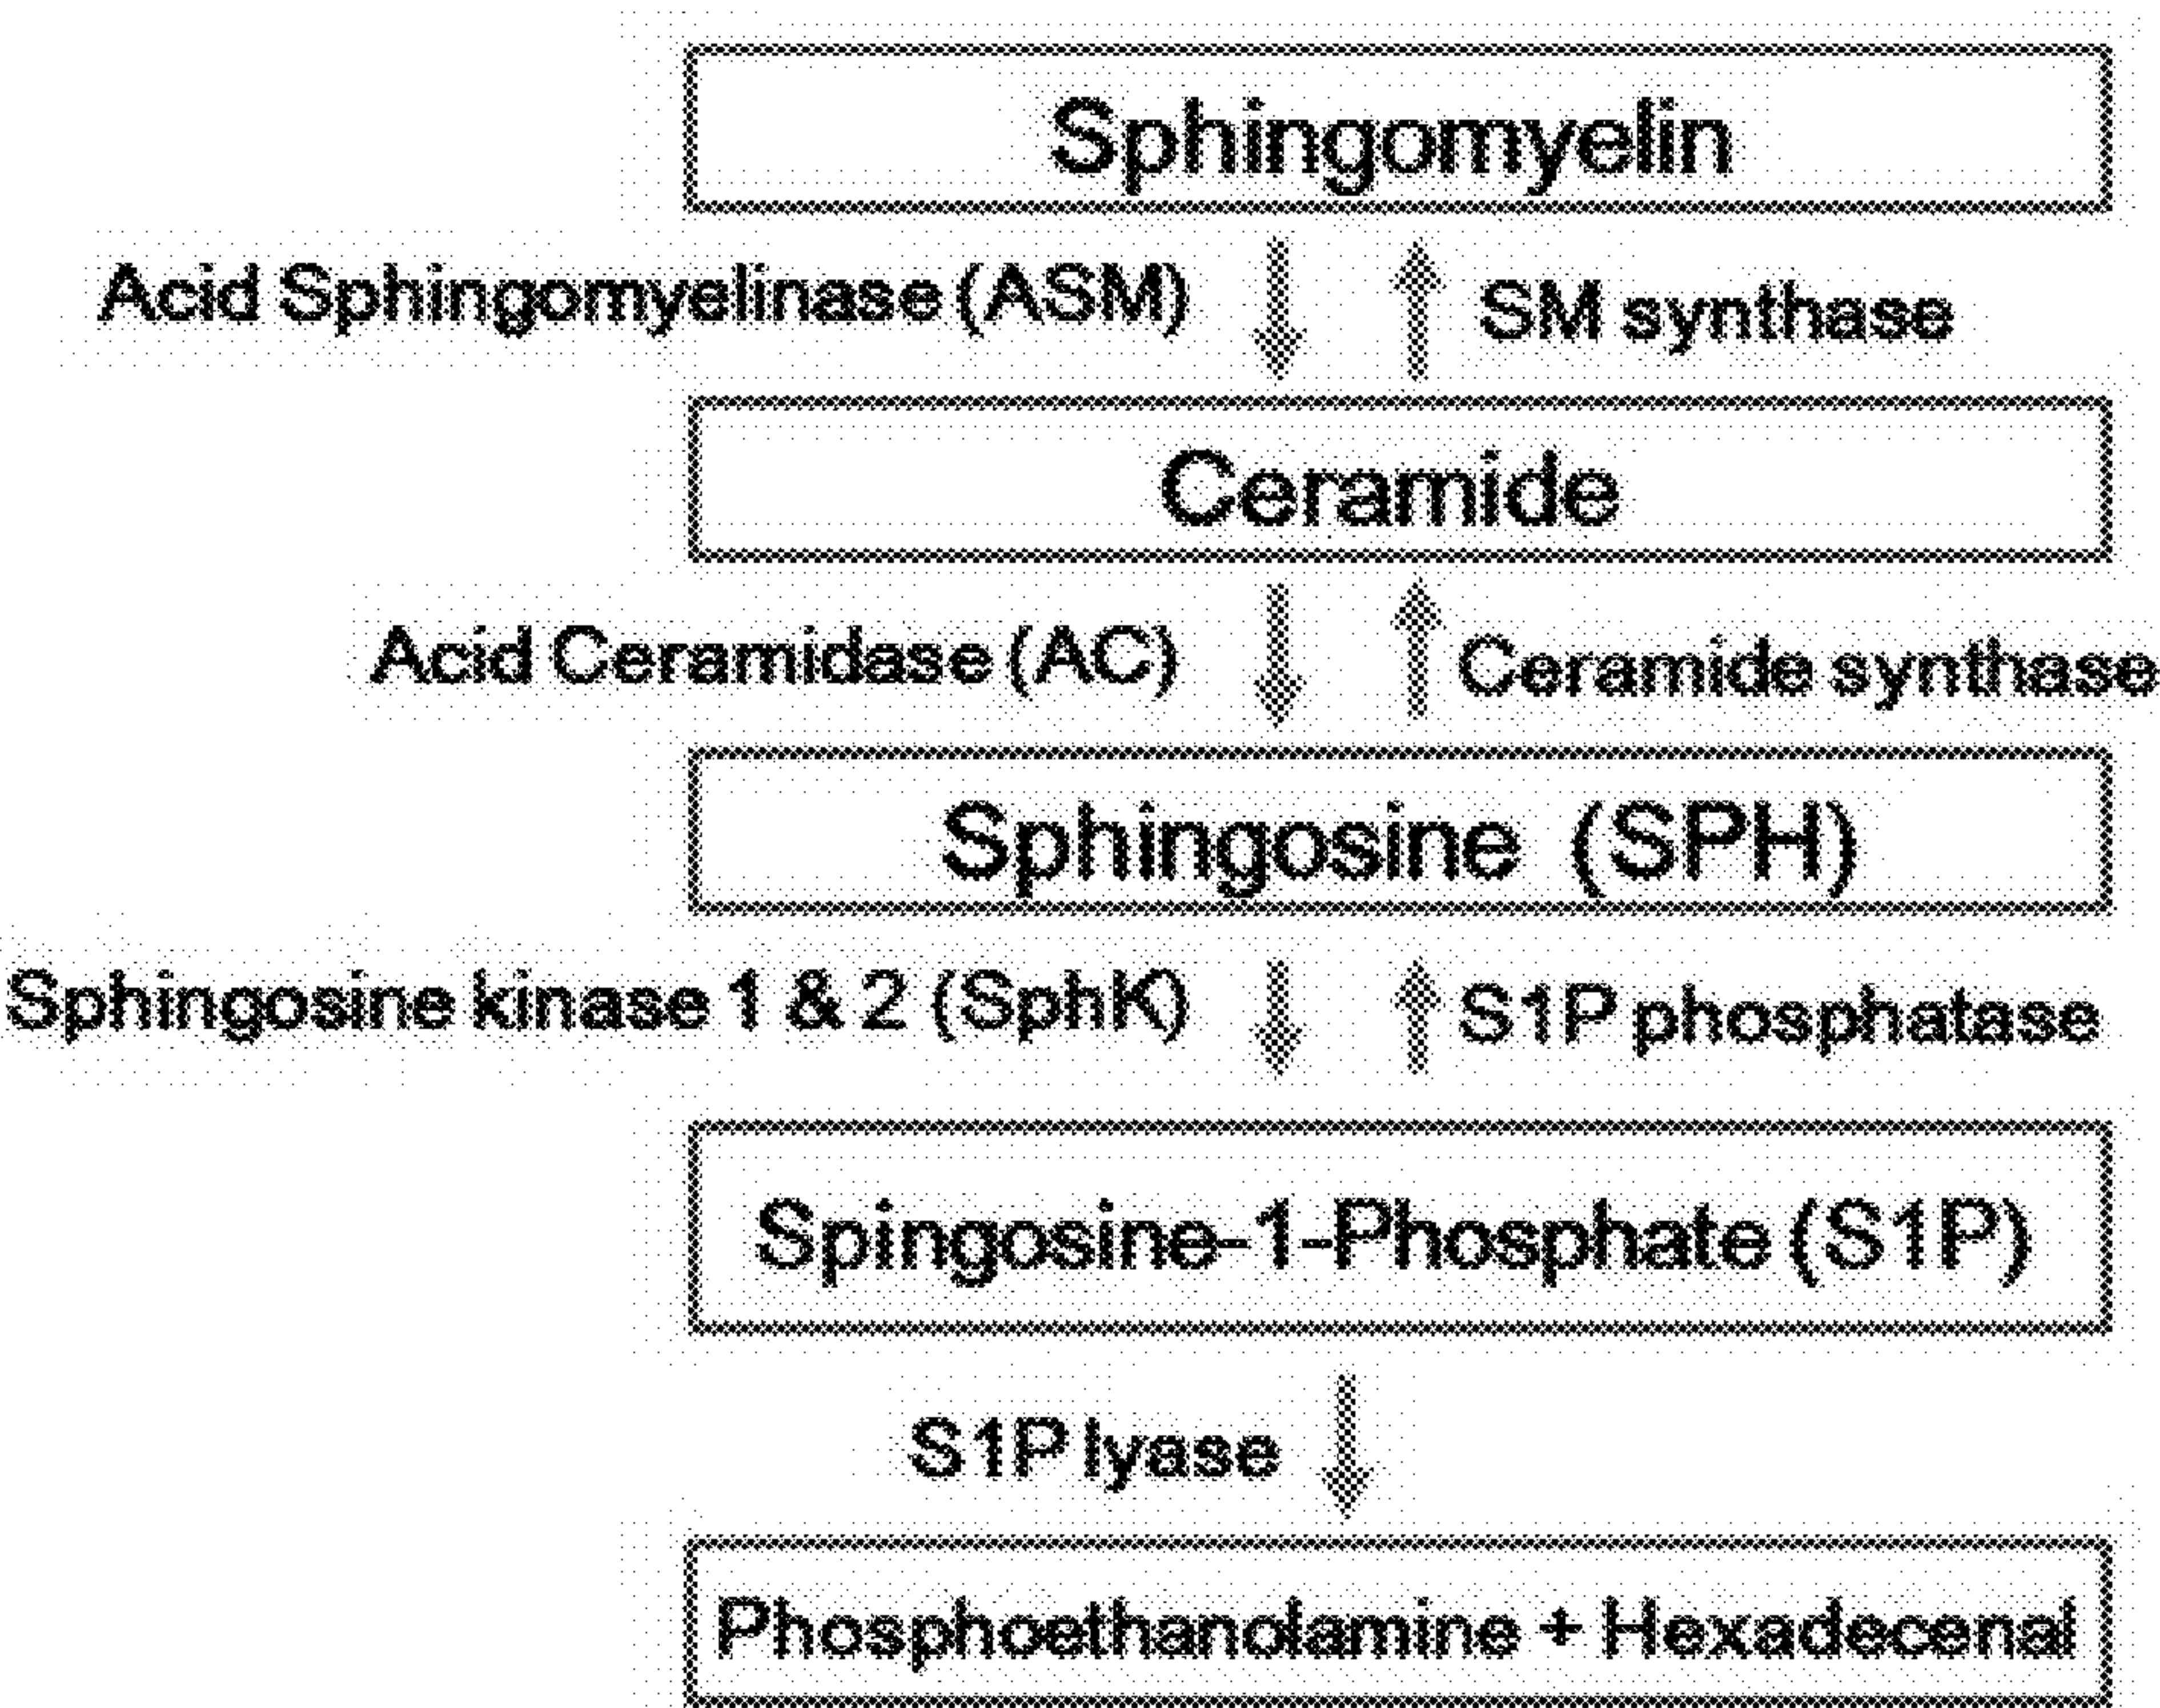 Sphingomyelin
Acid Sphingomyelinase (ASM)
SM synthase
Ceramide
Acid Ceramidase (AC)
Ceramide synthase
Sphingosine (SPH)
Sphingosine kinase 1 & 2 (SphK)
S1P phosphatase
Spingosine-1-Phosphate (S1P)
S1P lyase
Phosphoethanolamine + Hexadecenal